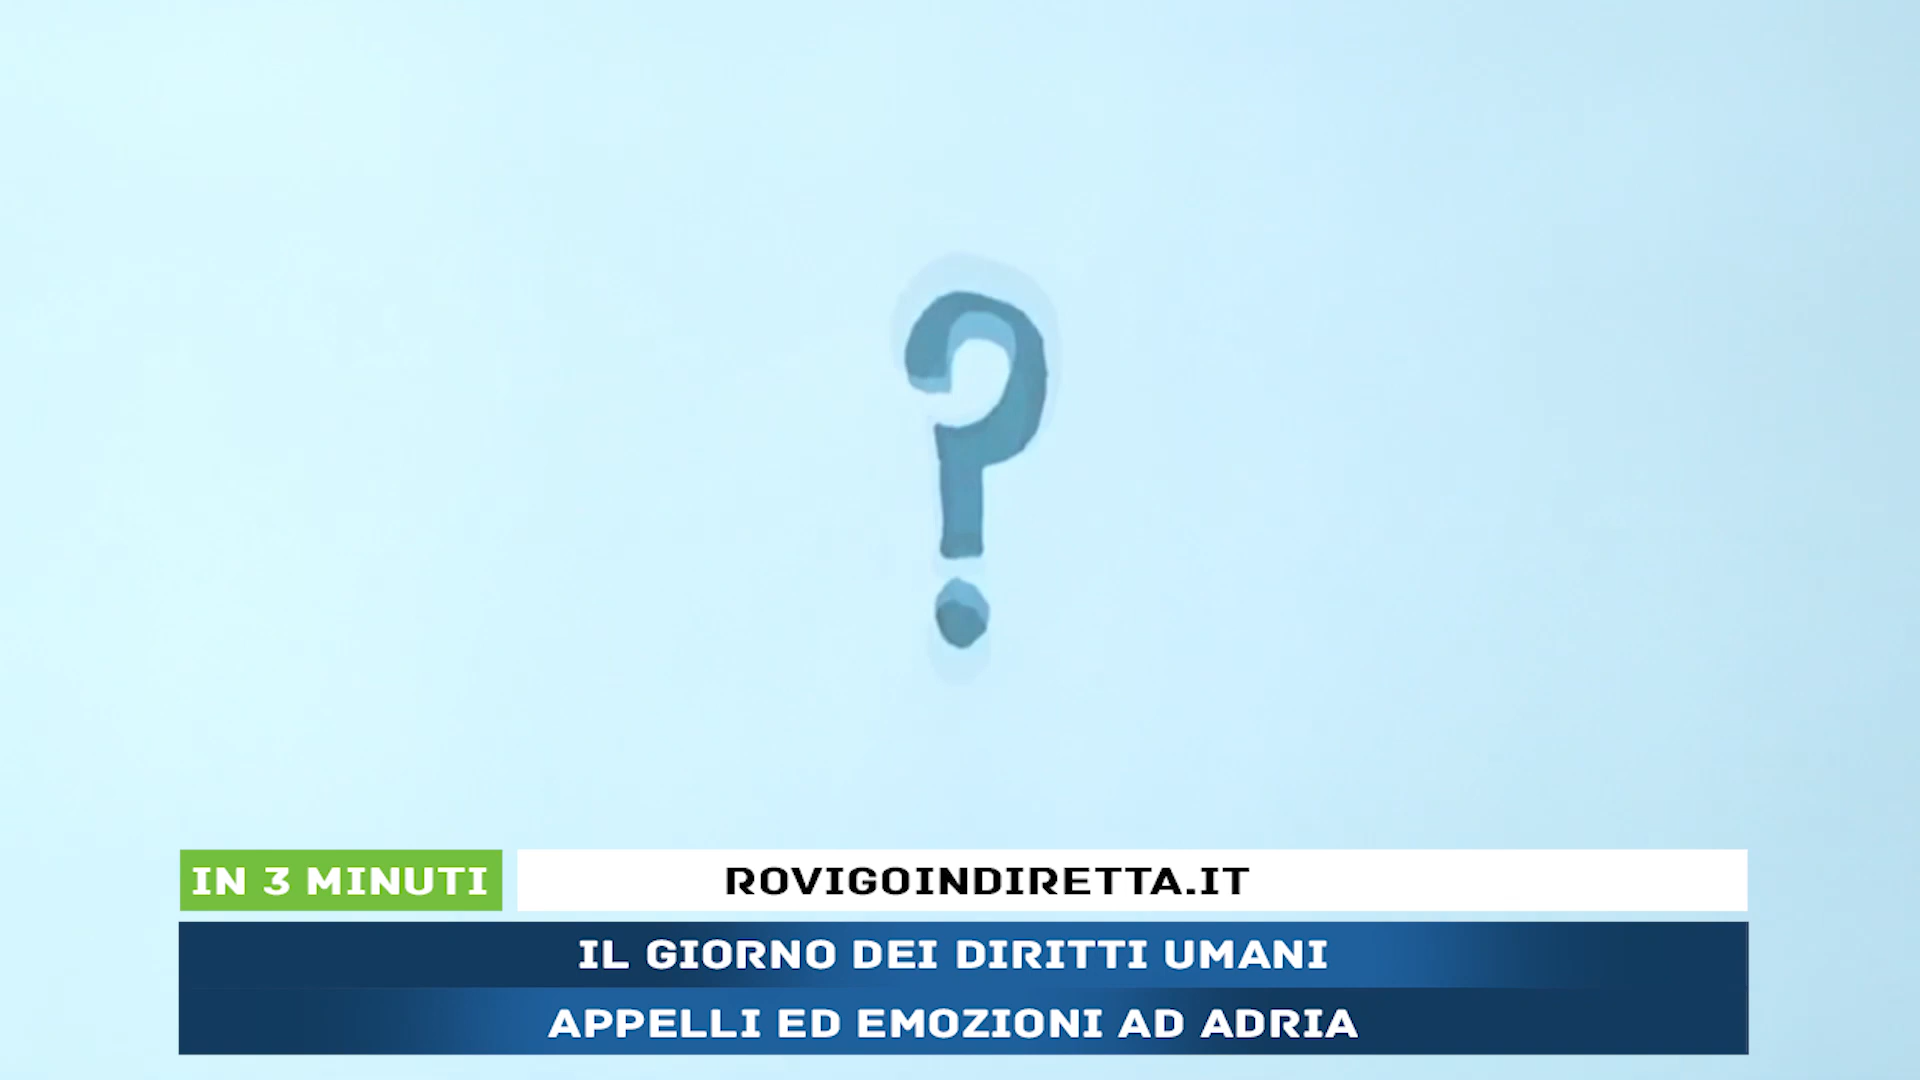 ?
IN 3 MINUTI
ROVIGOINDIRETTA.IT
IL GIORNO DEI DIRITTI UMANI
APPELLI ED EMOZIONI AD ADRIA